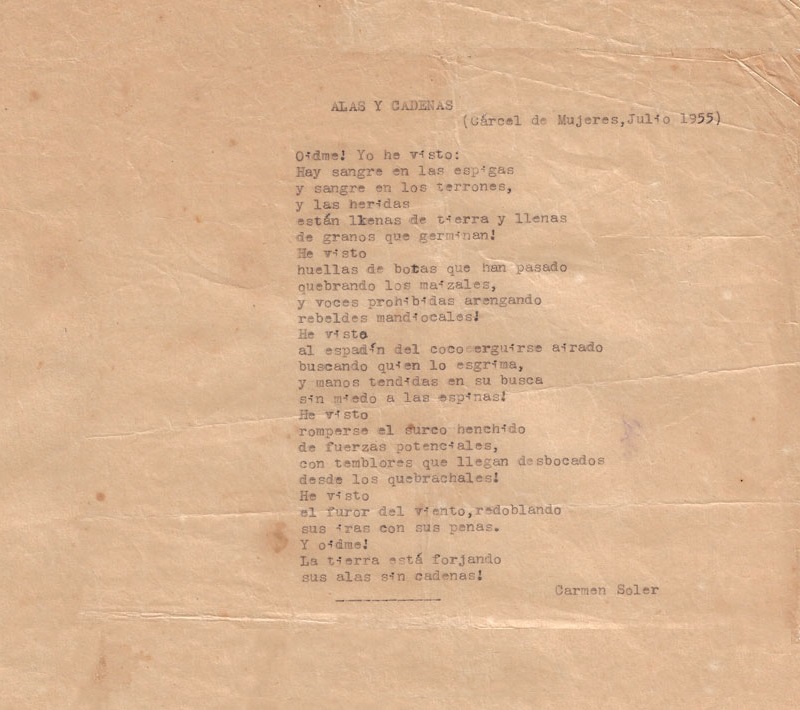 ALAS Y CADENAS
(Cárcel de Mujeres,Julio 1955)
Oidme! Yo he visto:
Hay sangre en las espigas
y sangre en los terrones,
y las heridas
están llenas de tierra y llenas
de granos que germinan!
He visto
huellas de botas que han pasado
quebrando los maizales,
y voces prohibidas arengando
rebeldes mandiocales!
He visto
al espadín del coco erguirse airado
buscando quien lo esgrima,
y manos tendidas en su busca
sin miedo a las espinas!
He visto
romperse el surco henchido
de fuerzas potenciales,
con temblores que llegan desbocados
desde los quebrachales!
He visto
el furor del viento,redoblando
sus iras con sus penas.
Y oidme!
La tierra está forjando
sus alas sin cadenas!
Carmen Soler